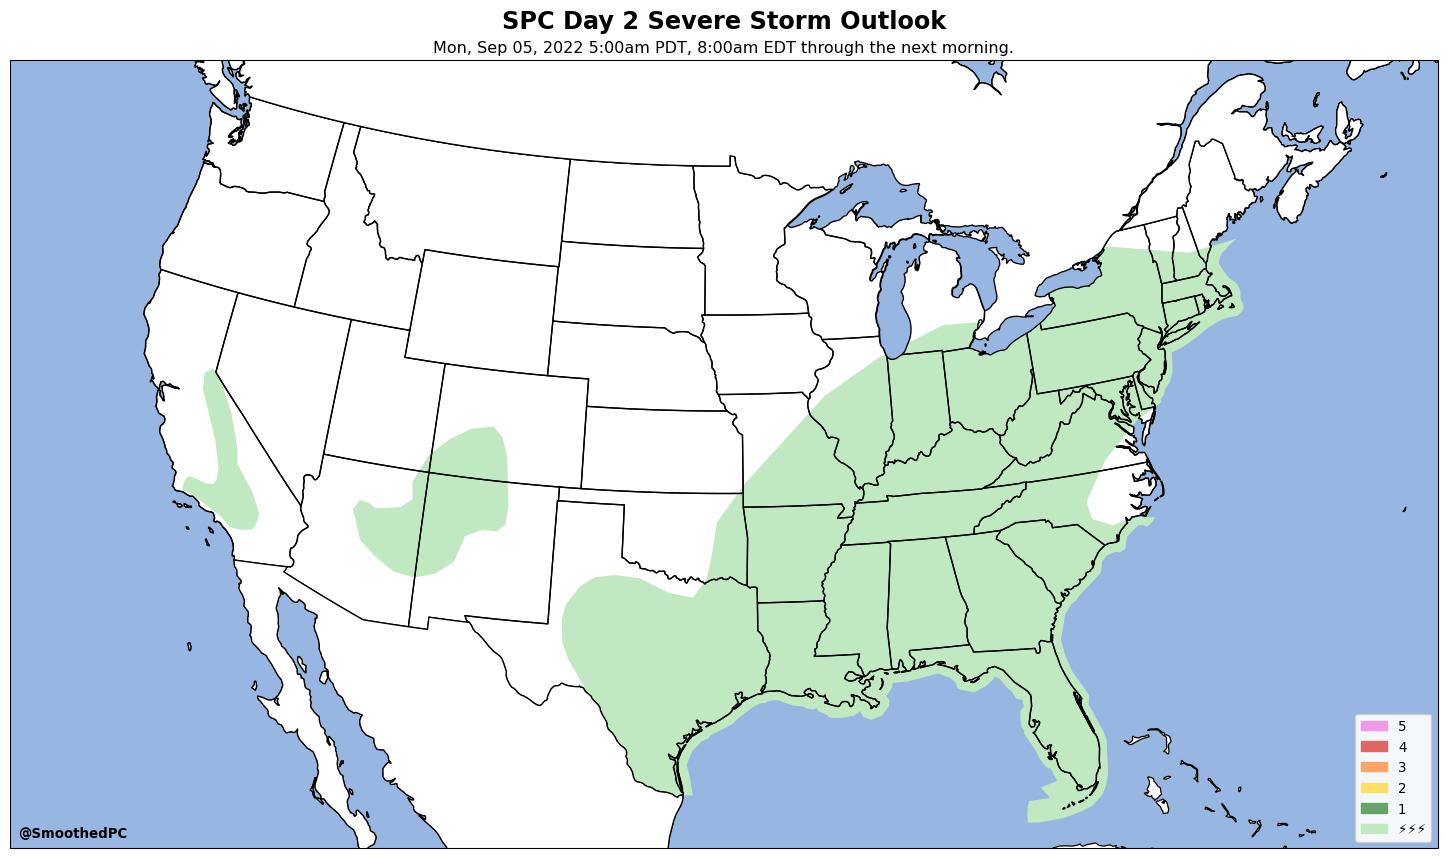 SPC Day 2 Severe Storm Outlook
Mon, Sep 05, 2022 5:00am PDT, 8:00am EDT through the next morning.
5
4
3
2
1
⚡⚡⚡
@SmoothedPC